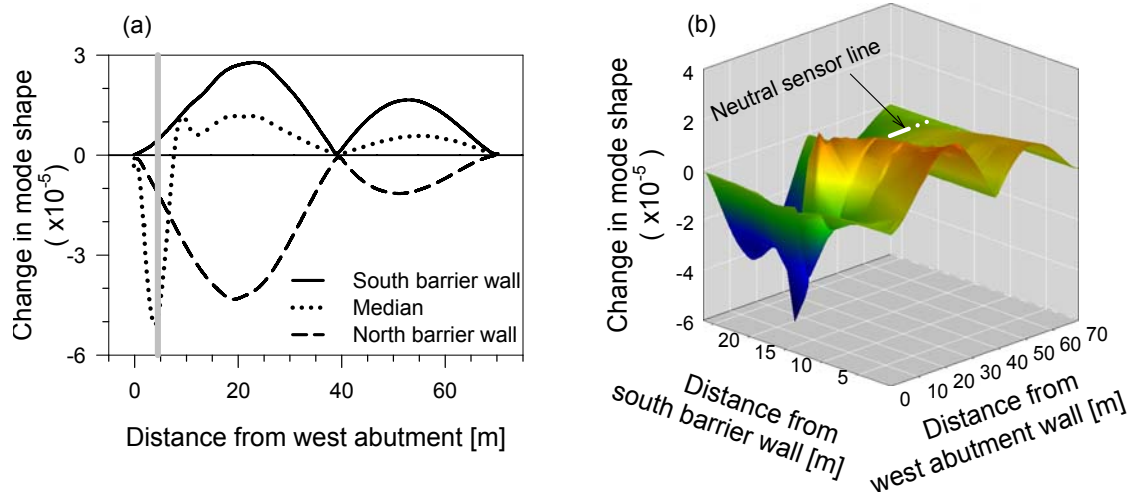 (a)
Change in mode shape
( x10-5)
3
0
-3
-6
South barrier wall
Median
North barrier wall
0
20
40
60
Distance from west abutment [m]
(b)
Neutral sensor line
Change in mode shape
( x10-5)
4
2
0
-2
-4
-6
20
15
10
5
Distance from
south barrier wall [m]
0
10
20
30
40
50
60
70
Distance from
west abutment wall [m]